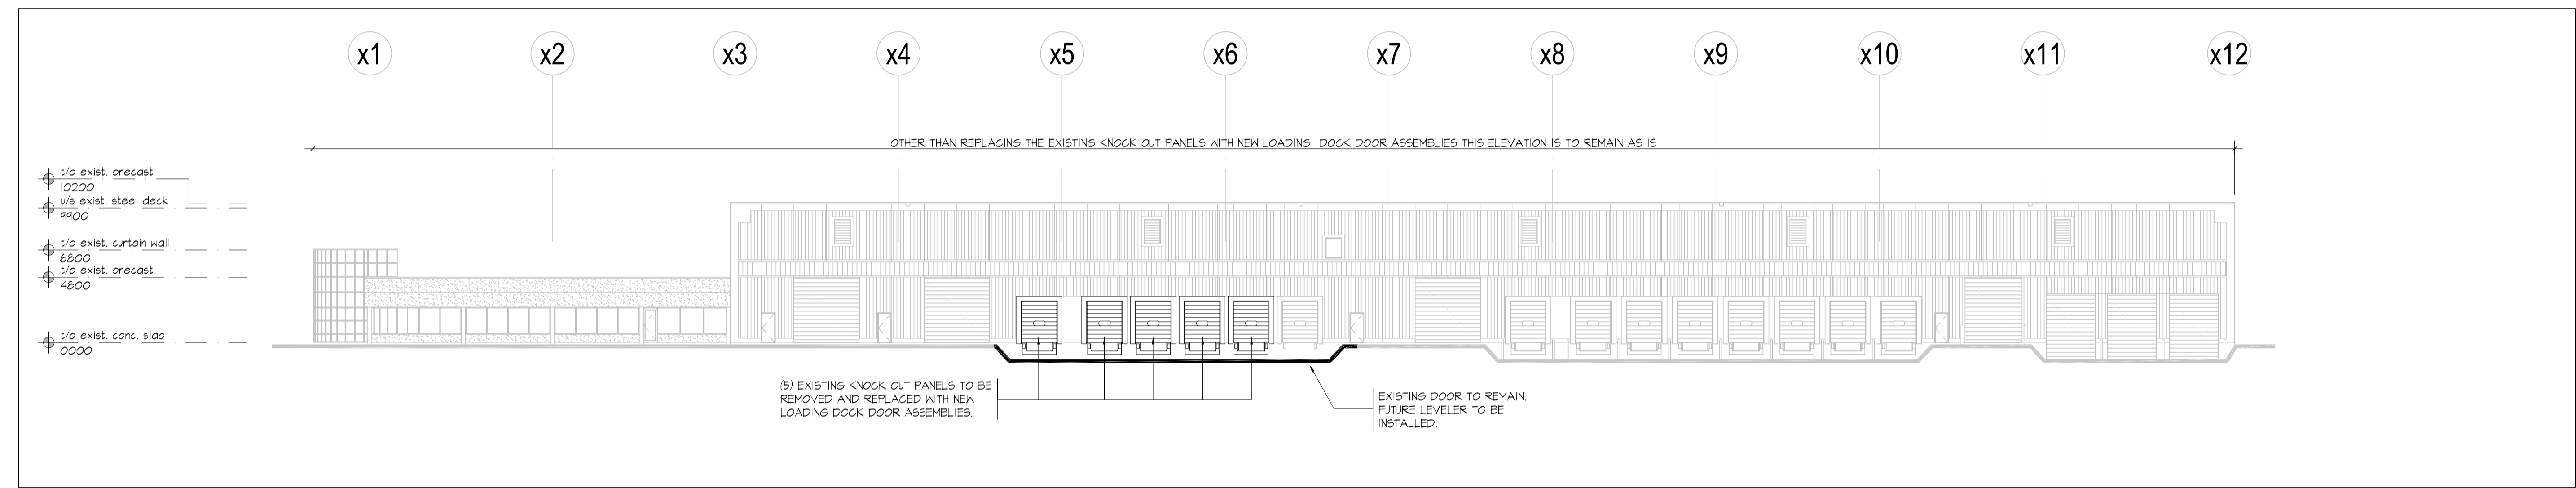 x1 x2 x3 x4 x5 x6 x7 x8 x9 x10 x11 x12
OTHER THAN REPLACING THE EXISTING KNOCK OUT PANELS WITH NEW LOADING DOCK DOOR ASSEMBLIES THIS ELEVATION IS TO REMAIN AS IS
t/o exist. precast
10200
u/s exist. steel deck
9900
t/o exist. curtain wall
6800
t/o exist. precast
4800
t/o exist. conc. slab
0000
(5) EXISTING KNOCK OUT PANELS TO BE
REMOVED AND REPLACED WITH NEW
LOADING DOCK DOOR ASSEMBLIES.
EXISTING DOOR TO REMAIN.
FUTURE LEVELER TO BE
INSTALLED.